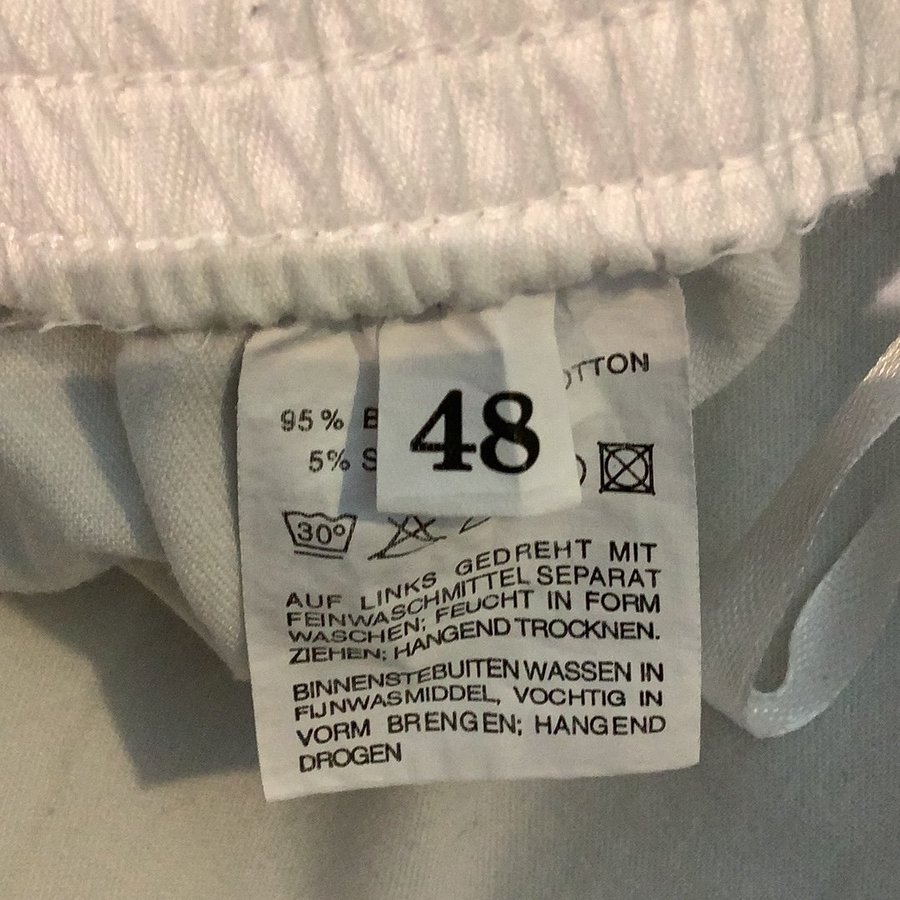 OTTON
95% B
5% S
48
30°
AUF LINKS GEDREHT MIT
FEINWASCHMITTEL SEPARAT
WASCHEN; FEUCHT IN FORM
ZIEHEN; HANGEND TROCKNEN.
BINNENSTEBUITEN WASSEN IN
FIJNWASMIDDEL, VOCHTIG IN
VORM BRENGEN; HANGEND
DROGEN